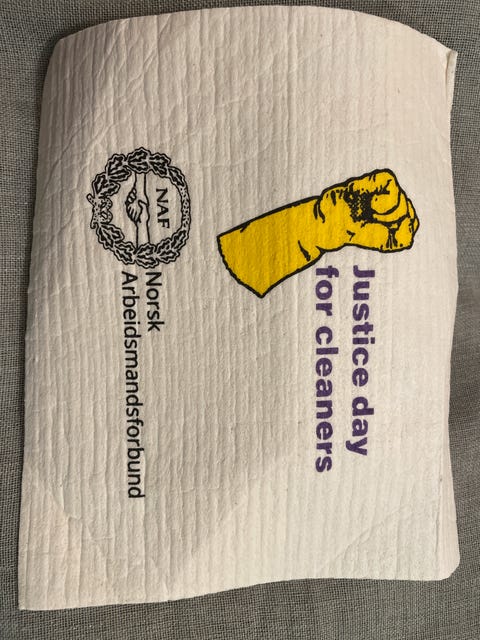 Justice day
for cleaners
NAF
Norsk
Arbeidsmandsforbund